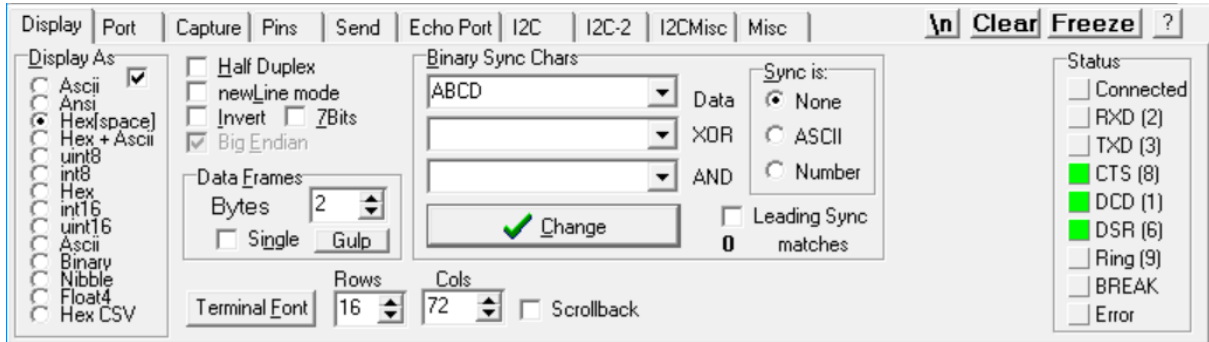 Display Port Capture Pins Send Echo Port I2C I2C-2 I2CMisc Misc \n Clear Freeze ?
Display As
Ascii
Ansi
Hex[space]
Hex + Ascii
uint8
int8
Hex
int16
uint16
Ascii
Binary
Nibble
Float4
Hex CSV
Half Duplex
newLine mode
Invert 7Bits
Big Endian
Data Frames
Bytes 2
Single Gulp
Binary Sync Chars
ABCD Data
XOR
AND
Change
Sync is:
None
ASCII
Number
Leading Sync
0 matches
Rows Cols
Terminal Font 16 72 Scrollback
Status
Connected
RXD (2)
TXD (3)
CTS (8)
DCD (1)
DSR (6)
Ring (9)
BREAK
Error